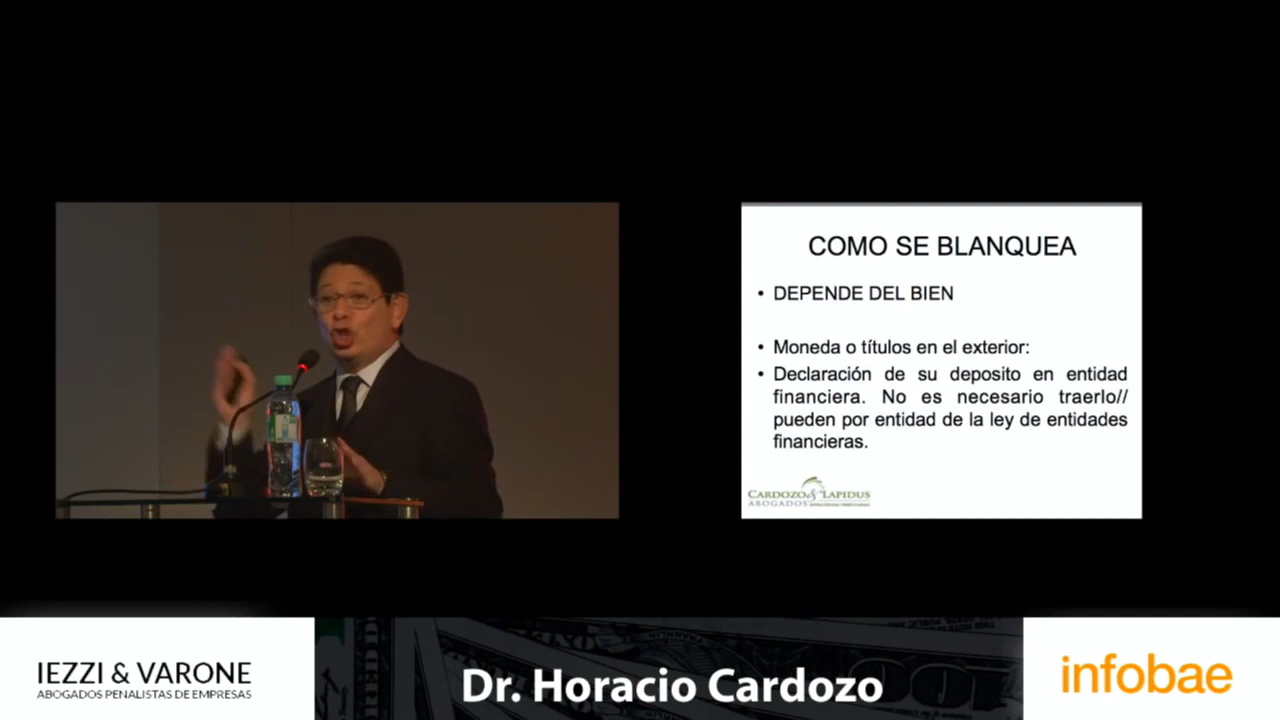 COMO SE BLANQUEA
• DEPENDE DEL BIEN
• Moneda o títulos en el exterior:
• Declaración de su deposito en entidad
financiera. No es necesario traerlo//
pueden por entidad de la ley de entidades
financieras.
CARDOZO & LAPIDUS
ABOGADOS
IEZZI & VARONE
ABOGADOS PENALISTAS DE EMPRESAS
Dr. Horacio Cardozo
infobae